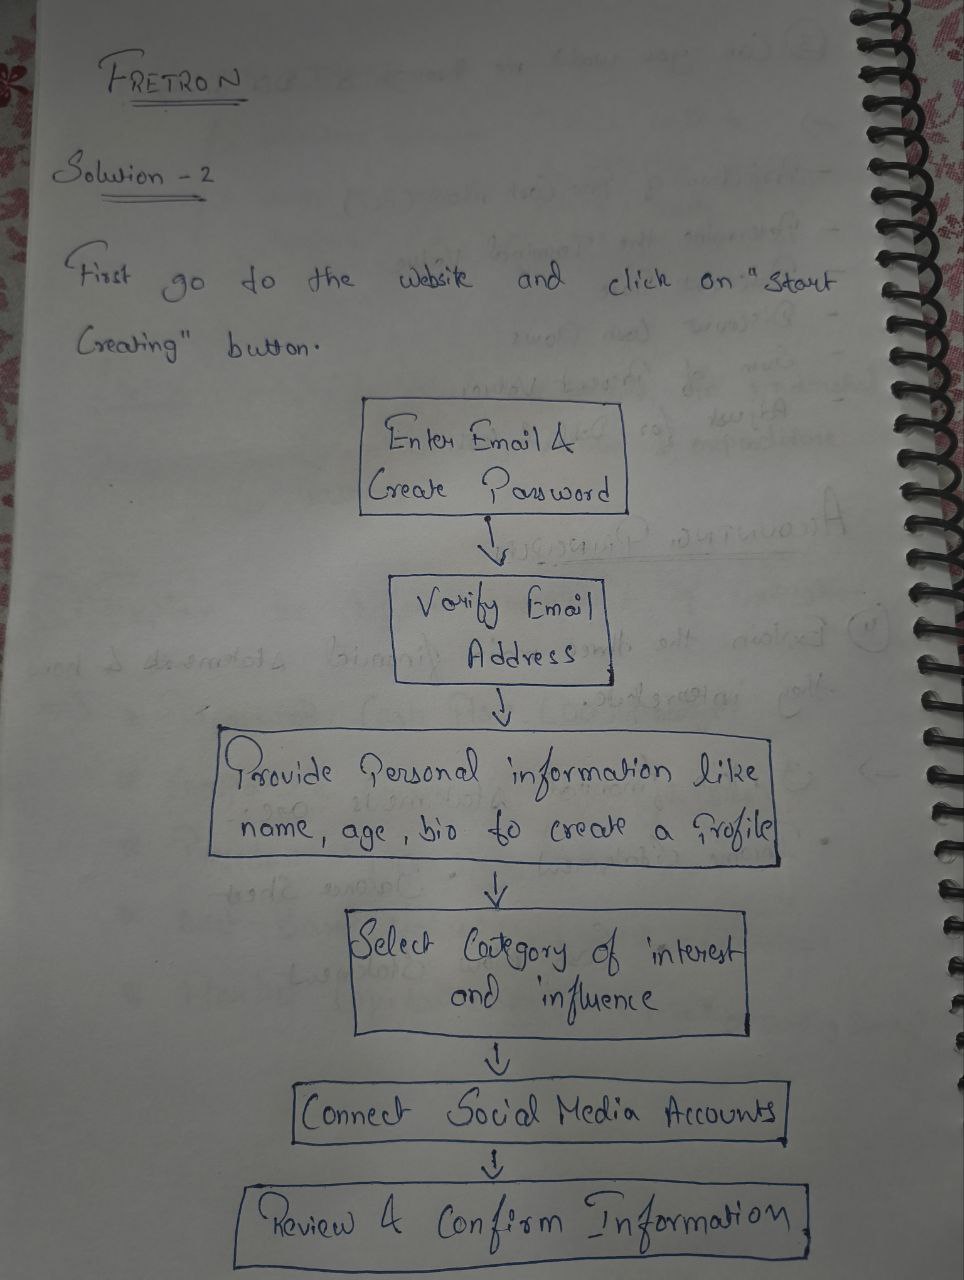 FRETRON
Solution - 2
First go to the website and click on "Start
Creating" button.
Enter Email &
Create Password
Verify Email
Address
Provide Personal information like
name, age, bio to create a Profile
Select Category of interest
and influence
Connect Social Media Accounts
Review & Confirm Information